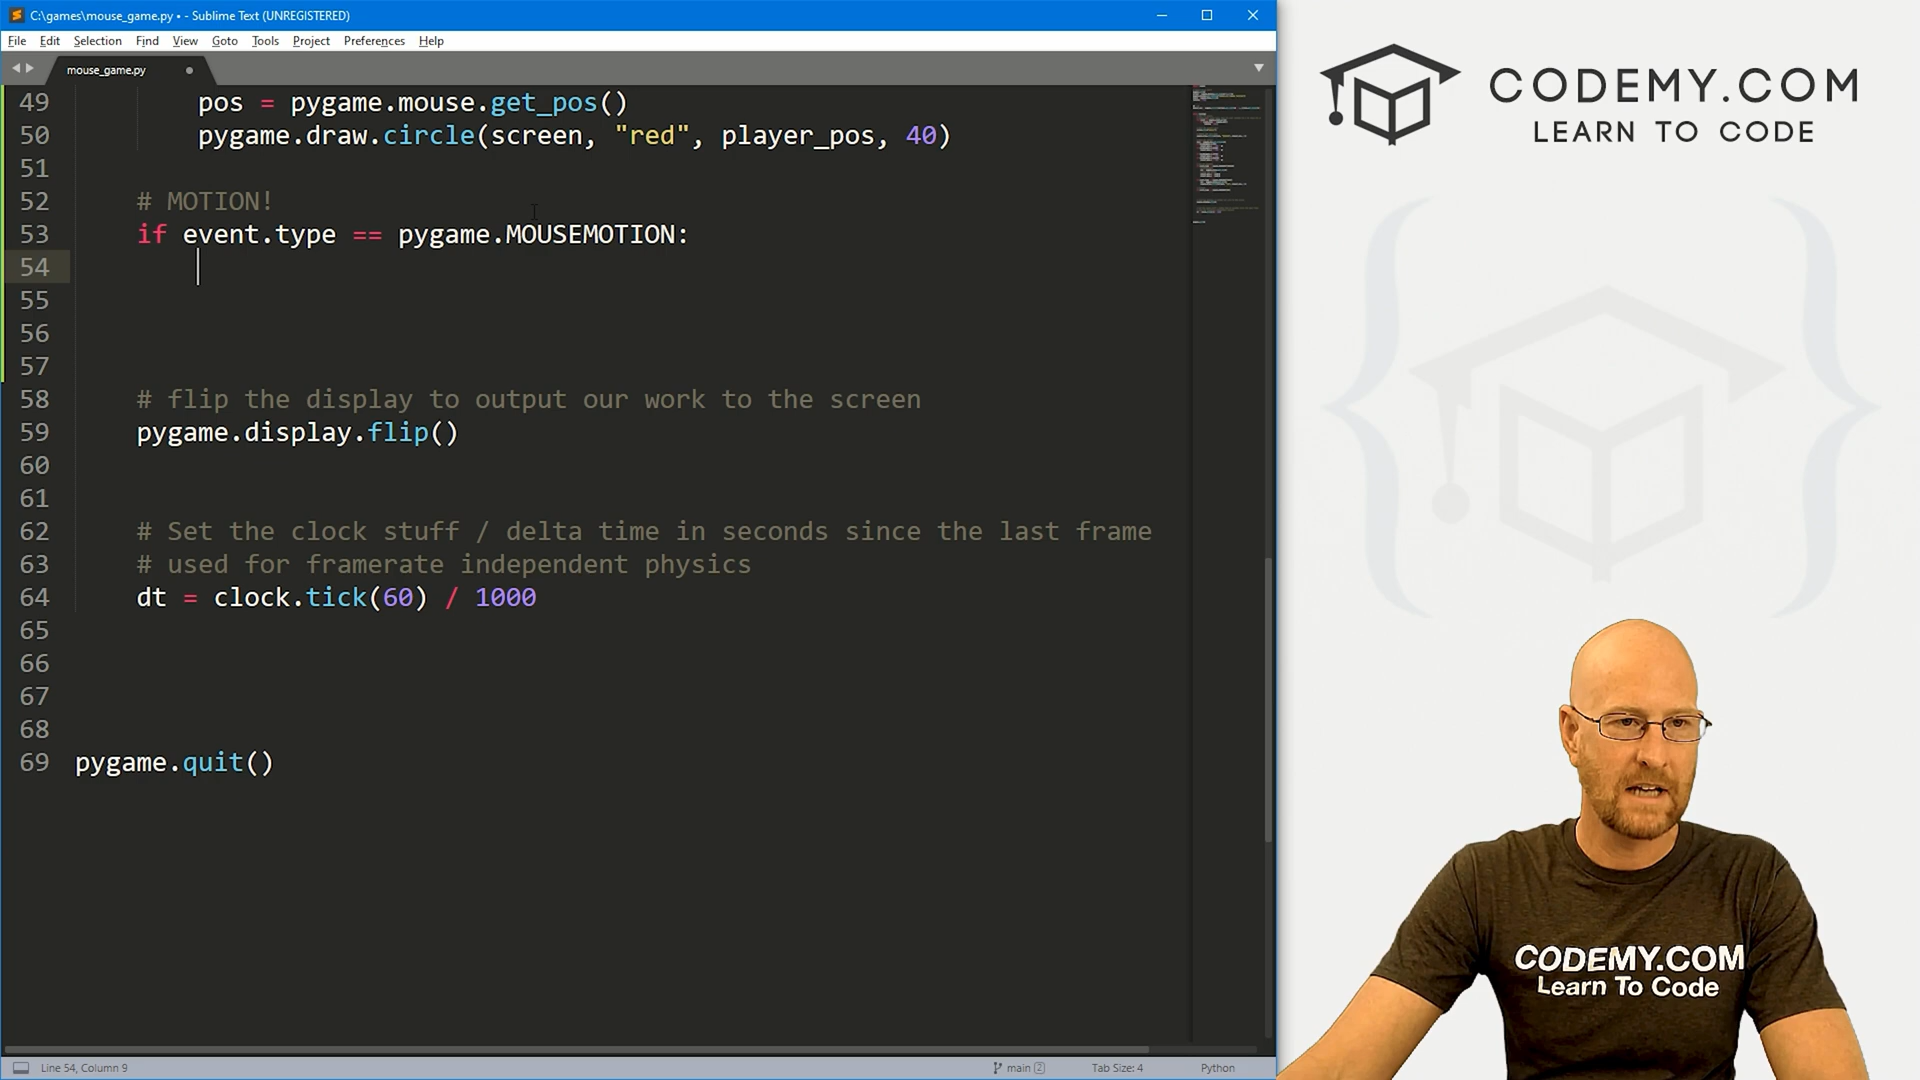 C:\games\mouse_game.py • - Sublime Text (UNREGISTERED)
File Edit Selection Find View Goto Tools Project Preferences Help
mouse_game.py
49 pos = pygame.mouse.get_pos()
50 pygame.draw.circle(screen, "red", player_pos, 40)
51
52 # MOTION!
53 if event.type == pygame.MOUSEMOTION:
54
55
56
57
58 # flip the display to output our work to the screen
59 pygame.display.flip()
60
61
62 # Set the clock stuff / delta time in seconds since the last frame
63 # used for framerate independent physics
64 dt = clock.tick(60) / 1000
65
66
67
68
69 pygame.quit()
Line 54, Column 9 main 2 Tab Size: 4 Python
CODEMY.COM
LEARN TO CODE
CODEMY.COM
Learn To Code